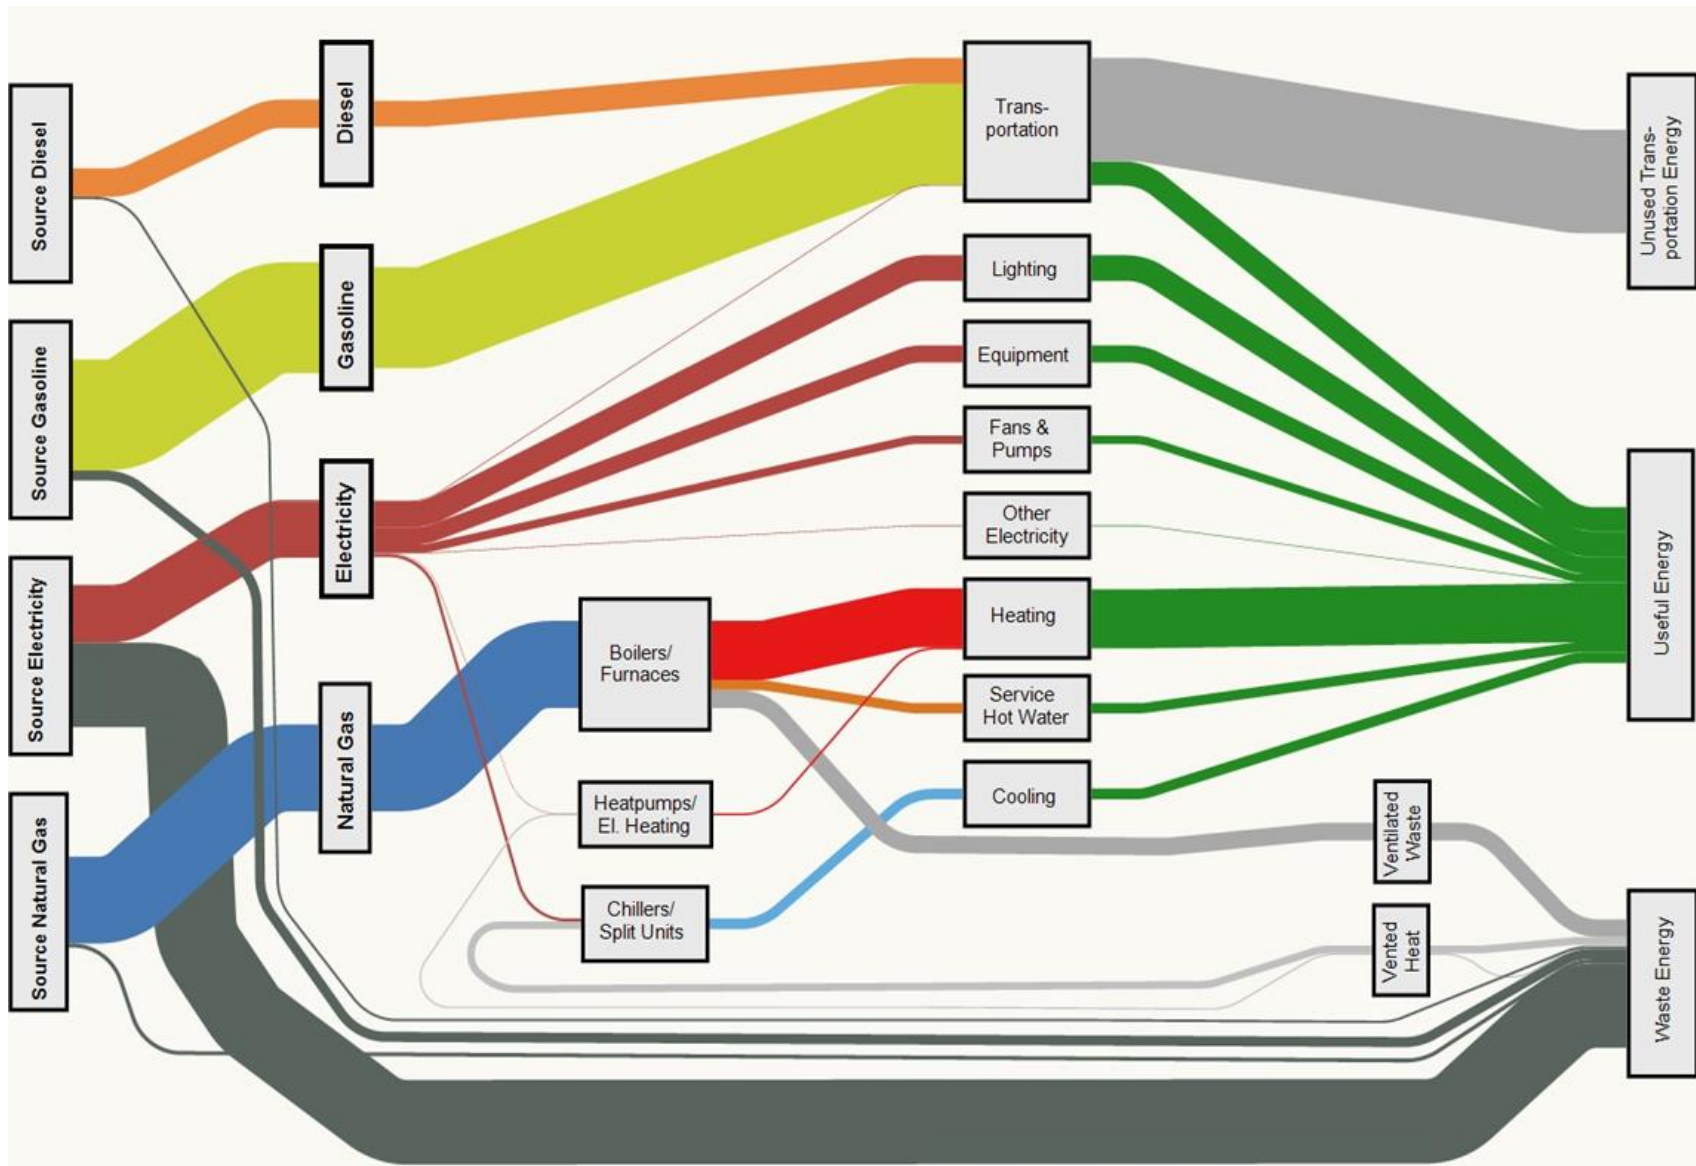 Source Diesel
Source Gasoline
Source Electricity
Source Natural Gas
Diesel
Gasoline
Electricity
Natural Gas
Boilers/
Furnaces
Heatpumps/
El. Heating
Chillers/
Split Units
Trans-
portation
Lighting
Equipment
Fans &
Pumps
Other
Electricity
Heating
Service
Hot Water
Cooling
Ventilated
Waste
Vented
Heat
Unused Trans-
portation Energy
Useful Energy
Waste Energy